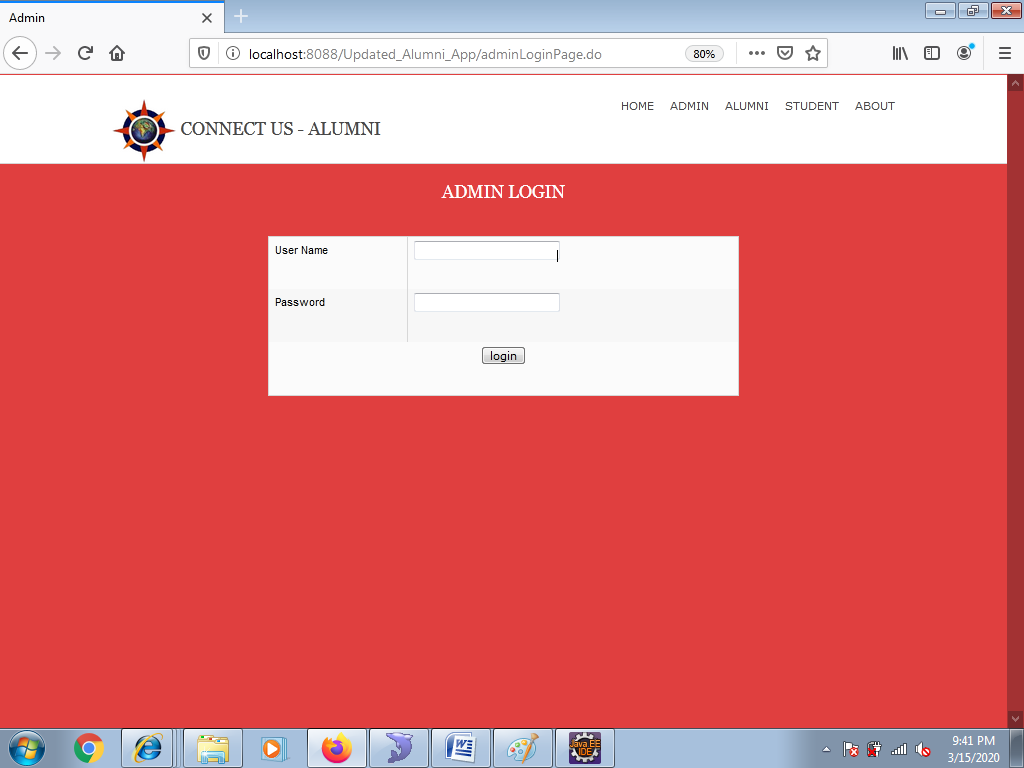 Admin
localhost:8088/Updated_Alumni_App/adminLoginPage.do
80%
HOME ADMIN ALUMNI STUDENT ABOUT
CONNECT US - ALUMNI
ADMIN LOGIN
User Name
Password
login
Java EE
IDE
9:41 PM
3/15/2020